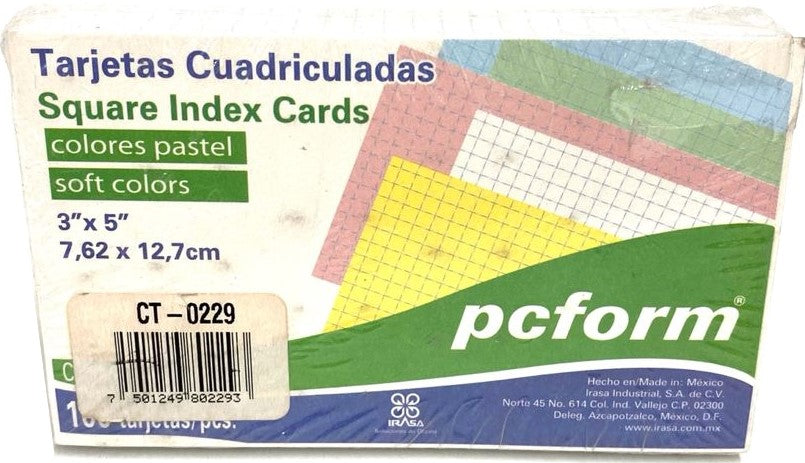 Tarjetas Cuadriculadas
Square Index Cards
colores pastel
soft colors
3"x 5"
7,62 x 12,7cm
CT-0229
7 501249 802293
tarjetas/pcs.
pcform®
IRASA
Hecho en/Made in: México
Irasa Industrial, S.A. de C.V.
Norte 45 No. 614 Col. Ind. Vallejo C.P. 02300
Deleg. Azcapotzalco, México, D.F.
www.irasa.com.mx